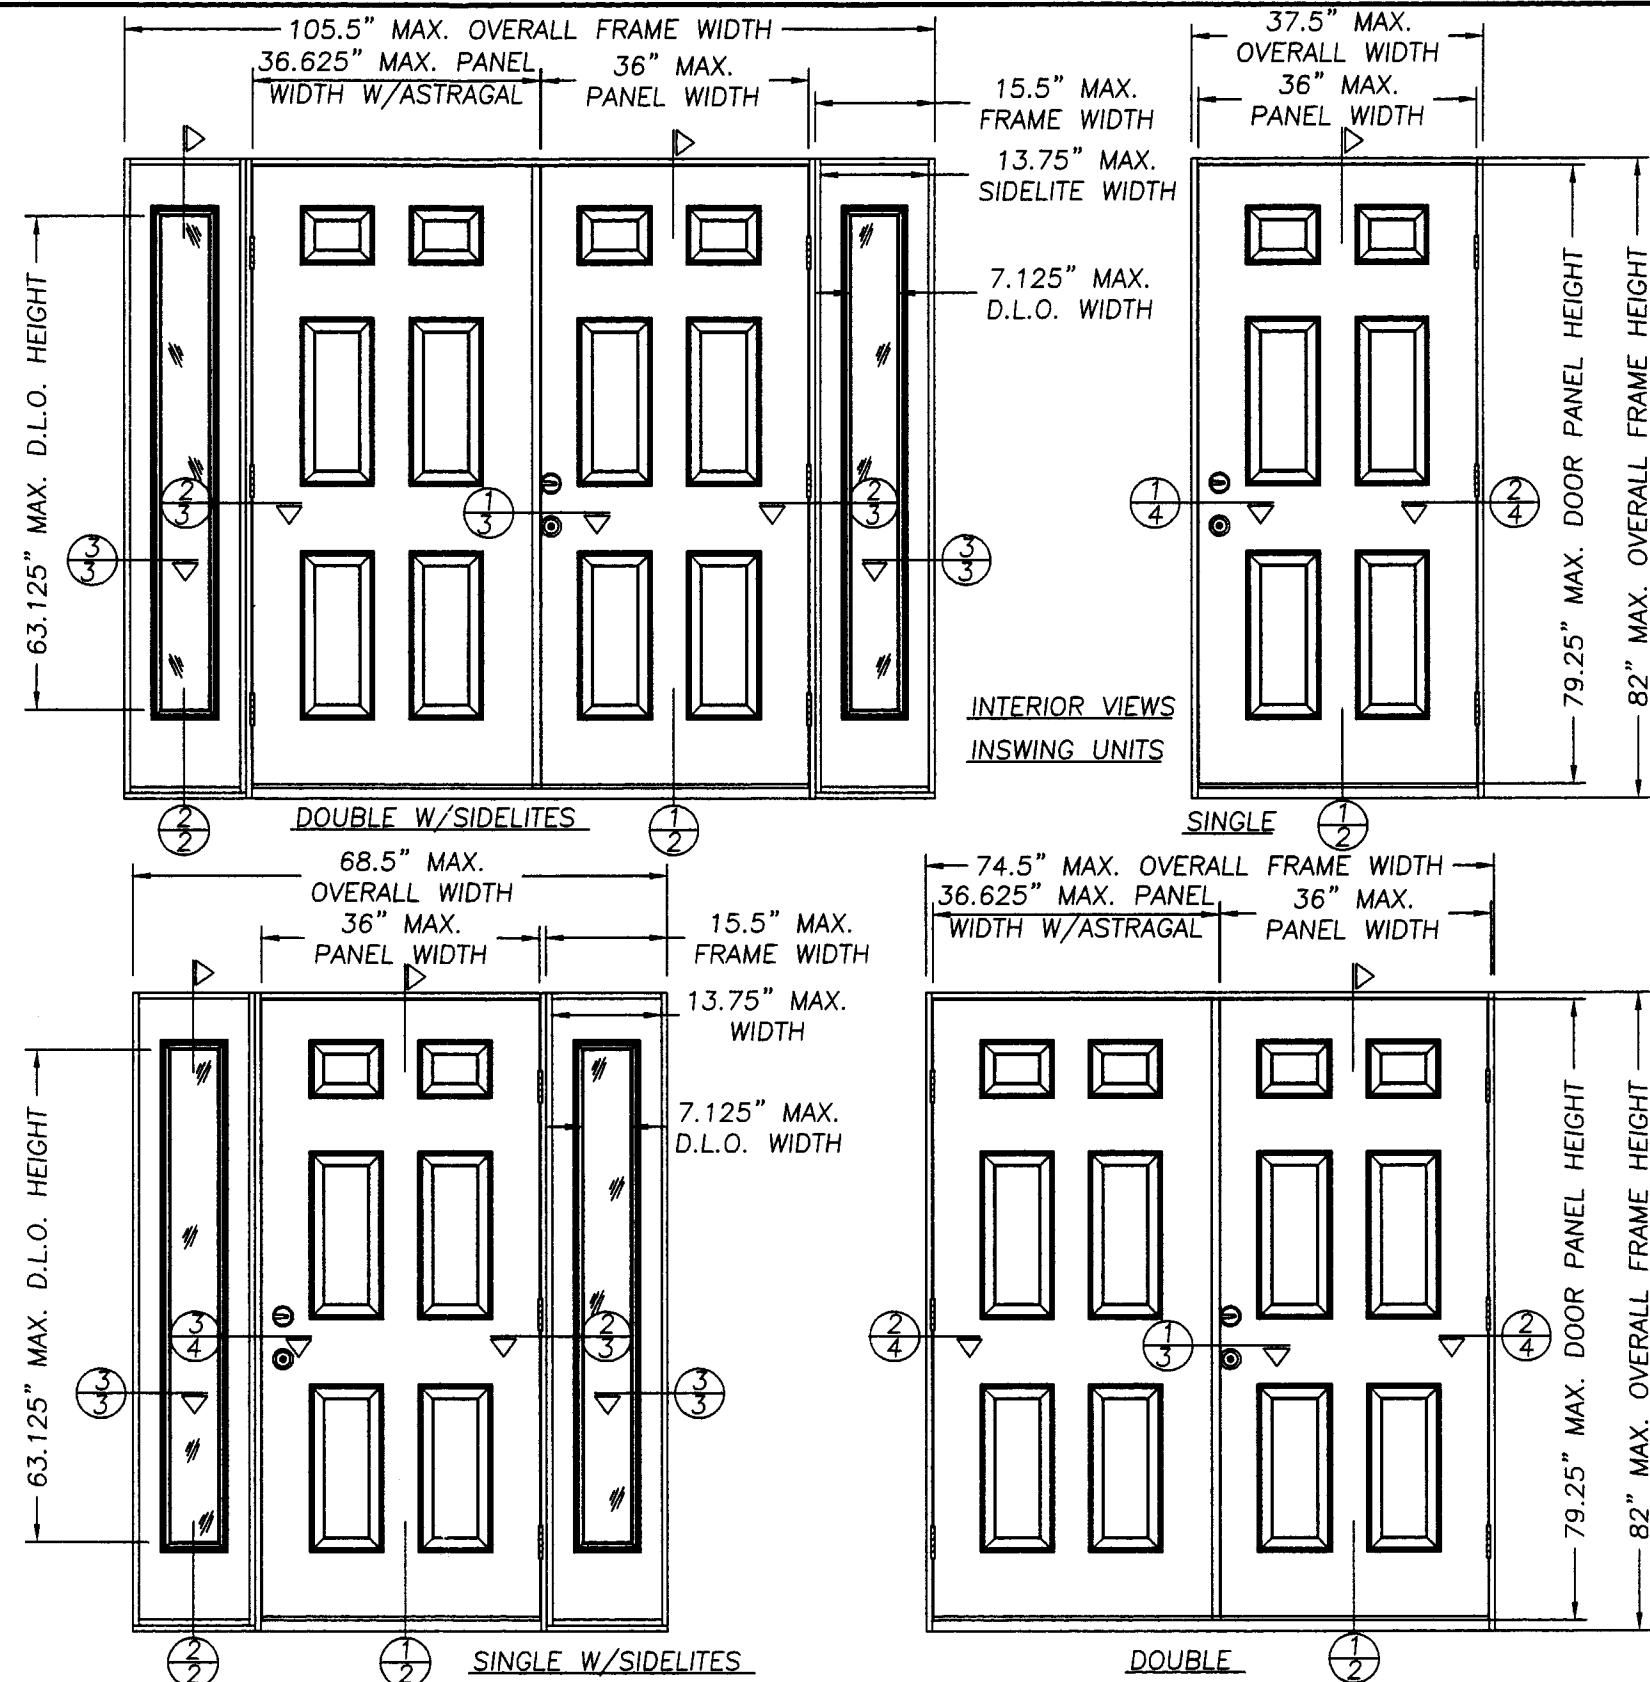 105.5" MAX. OVERALL FRAME WIDTH
36.625" MAX. PANEL
WIDTH W/ASTRAGAL
36" MAX.
PANEL WIDTH
15.5" MAX.
FRAME WIDTH
13.75" MAX.
SIDELITE WIDTH
7.125" MAX.
D.L.O. WIDTH
63.125" MAX. D.L.O. HEIGHT
2
3
1
3
2
3
3
3
3
3
2
2
1
2
DOUBLE W/SIDELITES
INTERIOR VIEWS
INSWING UNITS
37.5" MAX.
OVERALL WIDTH
36" MAX.
PANEL WIDTH
1
4
2
4
79.25" MAX. DOOR PANEL HEIGHT
82" MAX. OVERALL FRAME HEIGHT
SINGLE
1
2
68.5" MAX.
OVERALL WIDTH
36" MAX.
PANEL WIDTH
15.5" MAX.
FRAME WIDTH
13.75" MAX.
WIDTH
7.125" MAX.
D.L.O. WIDTH
63.125" MAX. D.L.O. HEIGHT
3
4
2
3
3
3
3
3
2
2
1
2
SINGLE W/SIDELITES
74.5" MAX. OVERALL FRAME WIDTH
36.625" MAX. PANEL
WIDTH W/ASTRAGAL
36" MAX.
PANEL WIDTH
2
4
1
3
2
4
79.25" MAX. DOOR PANEL HEIGHT
82" MAX. OVERALL FRAME HEIGHT
DOUBLE
1
2